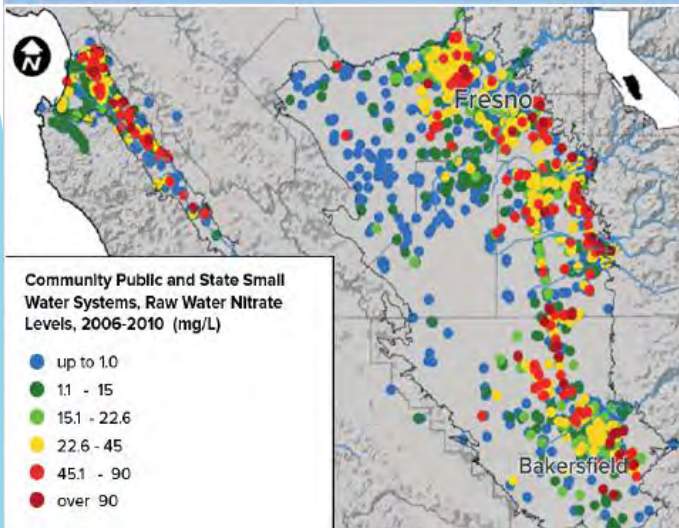 N
Fresno
Community Public and State Small
Water Systems, Raw Water Nitrate
Levels, 2006-2010 (mg/L)
up to 1.0
1.1 - 15
15.1 - 22.6
22.6 - 45
45.1 - 90
over 90
Bakersfield